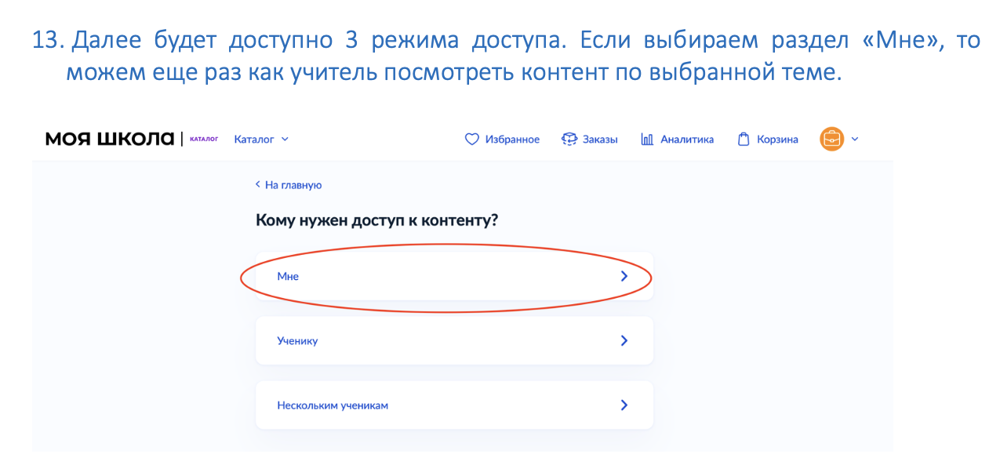 13. Далее будет доступно 3 режима доступа. Если выбираем раздел «Мне», то
можем еще раз как учитель посмотреть контент по выбранной теме.
МОЯ ШКОЛА | КАТАЛОГ Каталог Избранное Заказы Аналитика Корзина
На главную
Кому нужен доступ к контенту?
Мне
Ученику
Нескольким ученикам